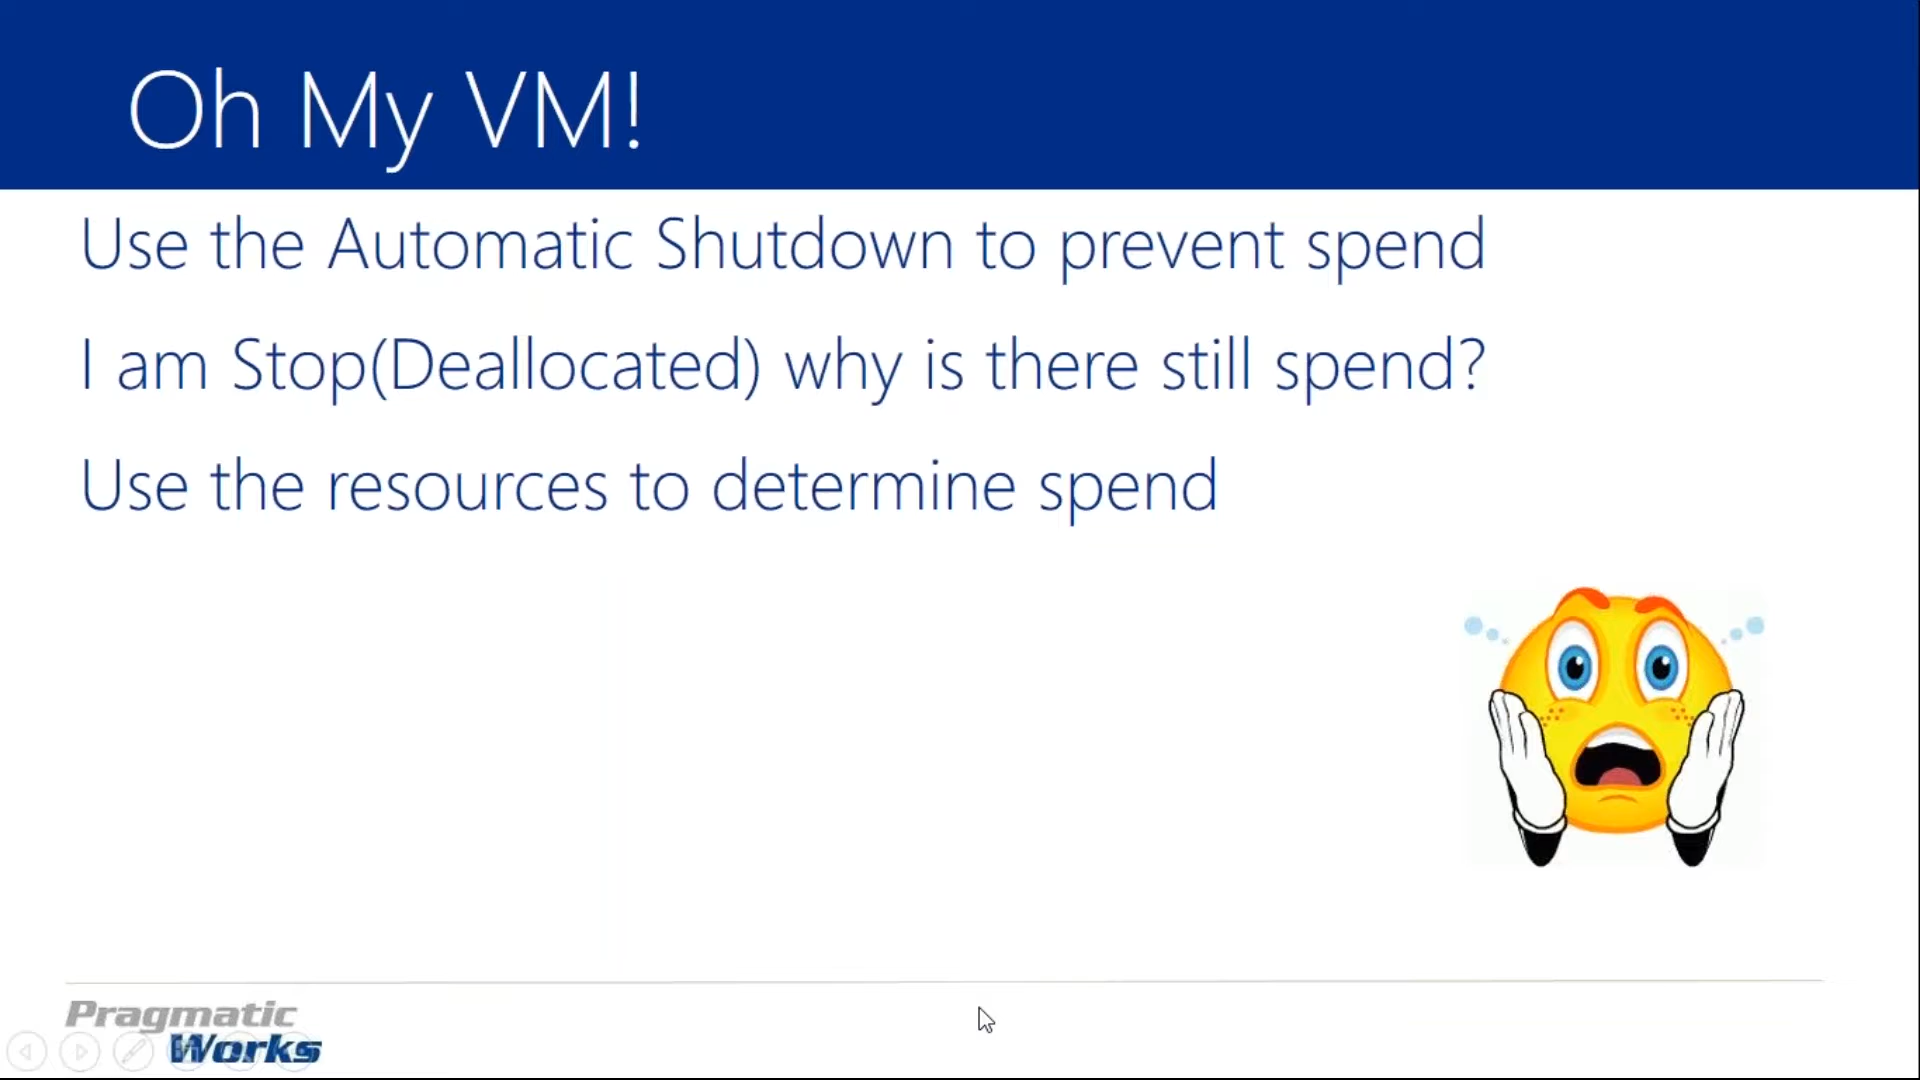 Oh My VM!
Use the Automatic Shutdown to prevent spend
I am Stop(Deallocated) why is there still spend?
Use the resources to determine spend
Pragmatic
Works